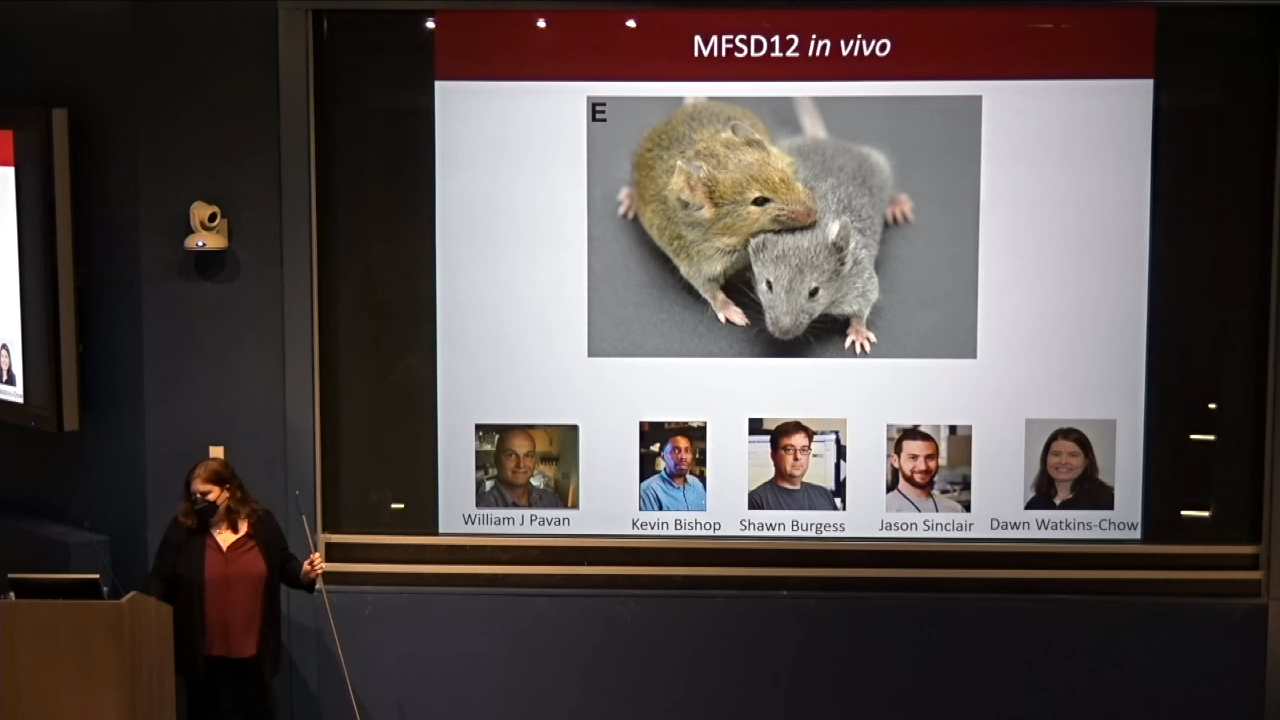 MFSD12 in vivo
E
William J Pavan
Kevin Bishop
Shawn Burgess
Jason Sinclair
Dawn Watkins-Chow